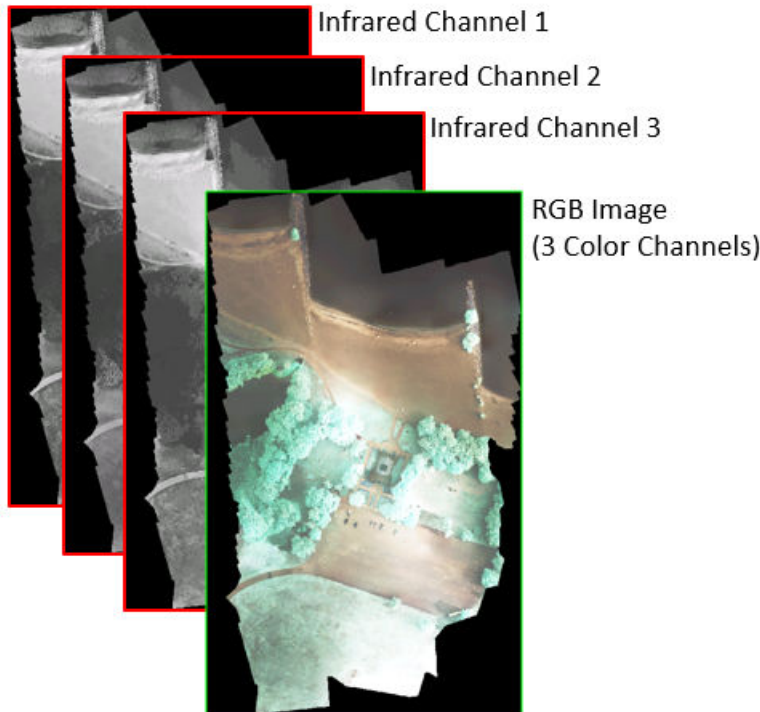 Infrared Channel 1
Infrared Channel 2
Infrared Channel 3
RGB Image
(3 Color Channels)